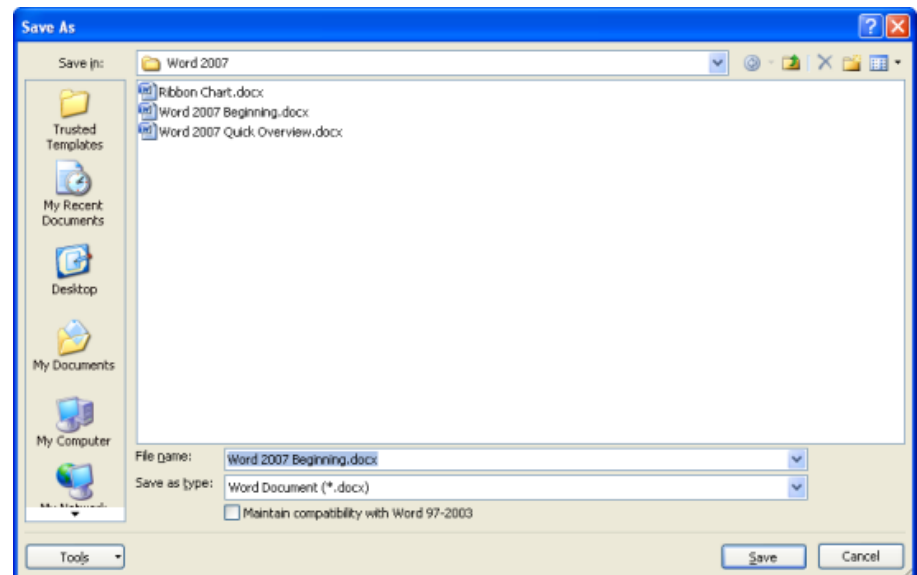 Save As
Save in:
Word 2007
Trusted
Templates
My Recent
Documents
Desktop
My Documents
My Computer
Ribbon Chart.docx
Word 2007 Beginning.docx
Word 2007 Quick Overview.docx
File name:
Word 2007 Beginning.docx
Save as type:
Word Document (*.docx)
Maintain compatibility with Word 97-2003
Tools
Save
Cancel